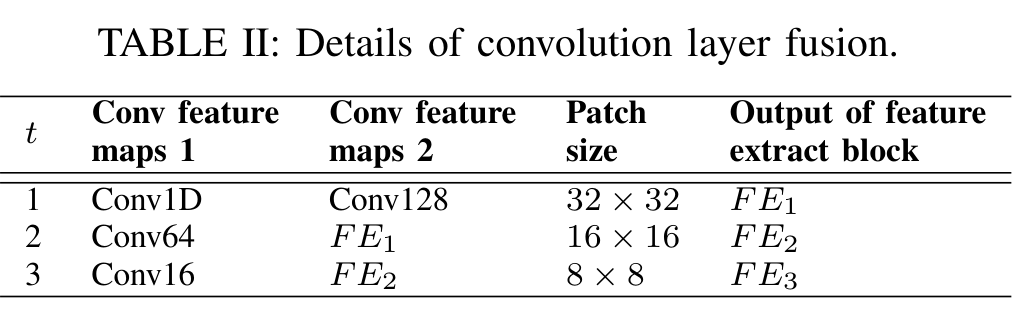 TABLE II: Details of convolution layer fusion.
t Conv feature maps 1 Conv feature maps 2 Patch size Output of feature extract block
1 Conv1D Conv128 32 × 32 FE₁
2 Conv64 FE₁ 16 × 16 FE₂
3 Conv16 FE₂ 8 × 8 FE₃